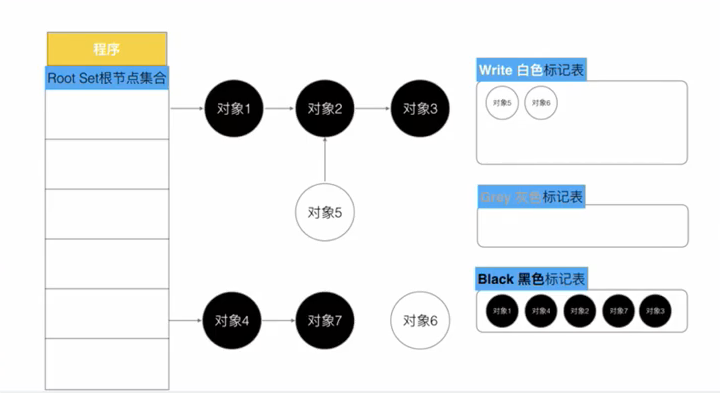 程序
Root Set根节点集合
对象1
对象2
对象3
对象5
对象4
对象7
对象6
Write 白色标记表
对象5
对象6
Grey 灰色标记表
Black 黑色标记表
对象1
对象4
对象2
对象7
对象3